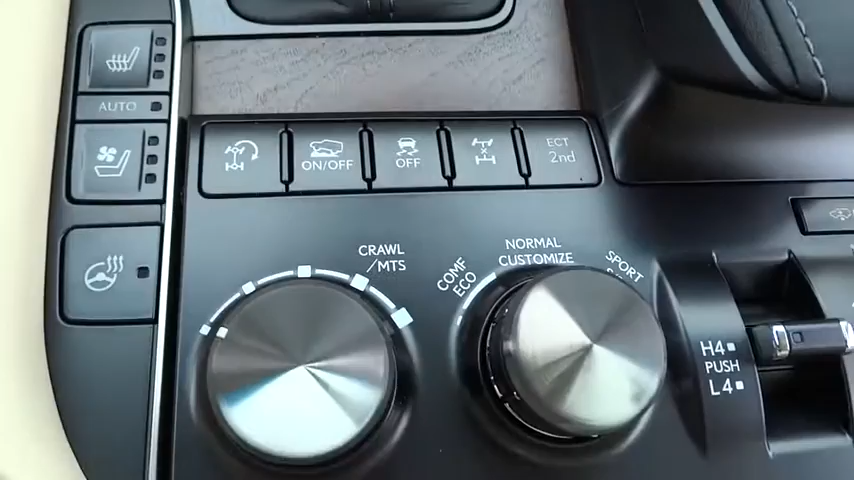 AUTO
ON/OFF
OFF
ECT
2nd
CRAWL
/MTS
COMF
ECO
NORMAL
CUSTOMIZE
SPORT
H4
PUSH
L4